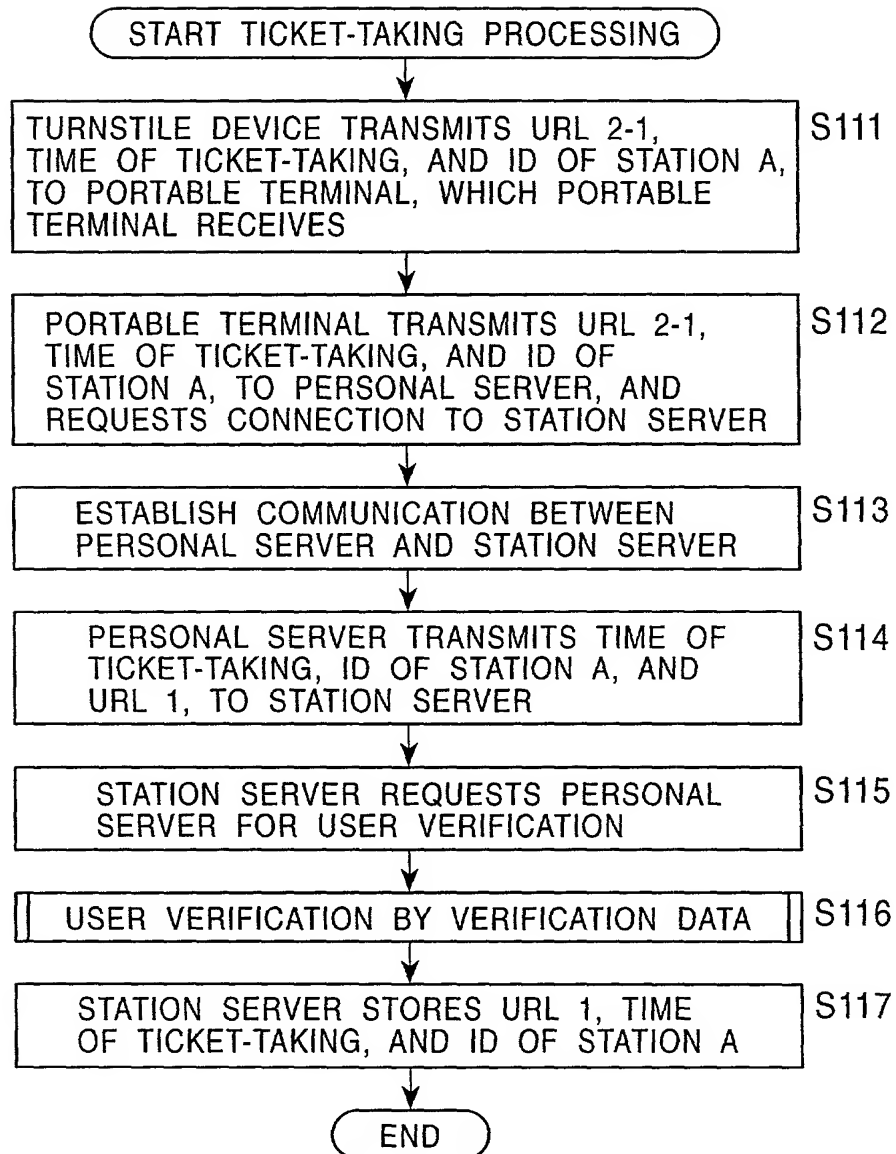 START TICKET-TAKING PROCESSING
TURNSTILE DEVICE TRANSMITS URL 2-1,
TIME OF TICKET-TAKING, AND ID OF STATION A,
TO PORTABLE TERMINAL, WHICH PORTABLE
TERMINAL RECEIVES
S111
PORTABLE TERMINAL TRANSMITS URL 2-1,
TIME OF TICKET-TAKING, AND ID OF
STATION A, TO PERSONAL SERVER, AND
REQUESTS CONNECTION TO STATION SERVER
S112
ESTABLISH COMMUNICATION BETWEEN
PERSONAL SERVER AND STATION SERVER
S113
PERSONAL SERVER TRANSMITS TIME OF
TICKET-TAKING, ID OF STATION A, AND
URL 1, TO STATION SERVER
S114
STATION SERVER REQUESTS PERSONAL
SERVER FOR USER VERIFICATION
S115
USER VERIFICATION BY VERIFICATION DATA
S116
STATION SERVER STORES URL 1, TIME
OF TICKET-TAKING, AND ID OF STATION A
S117
END